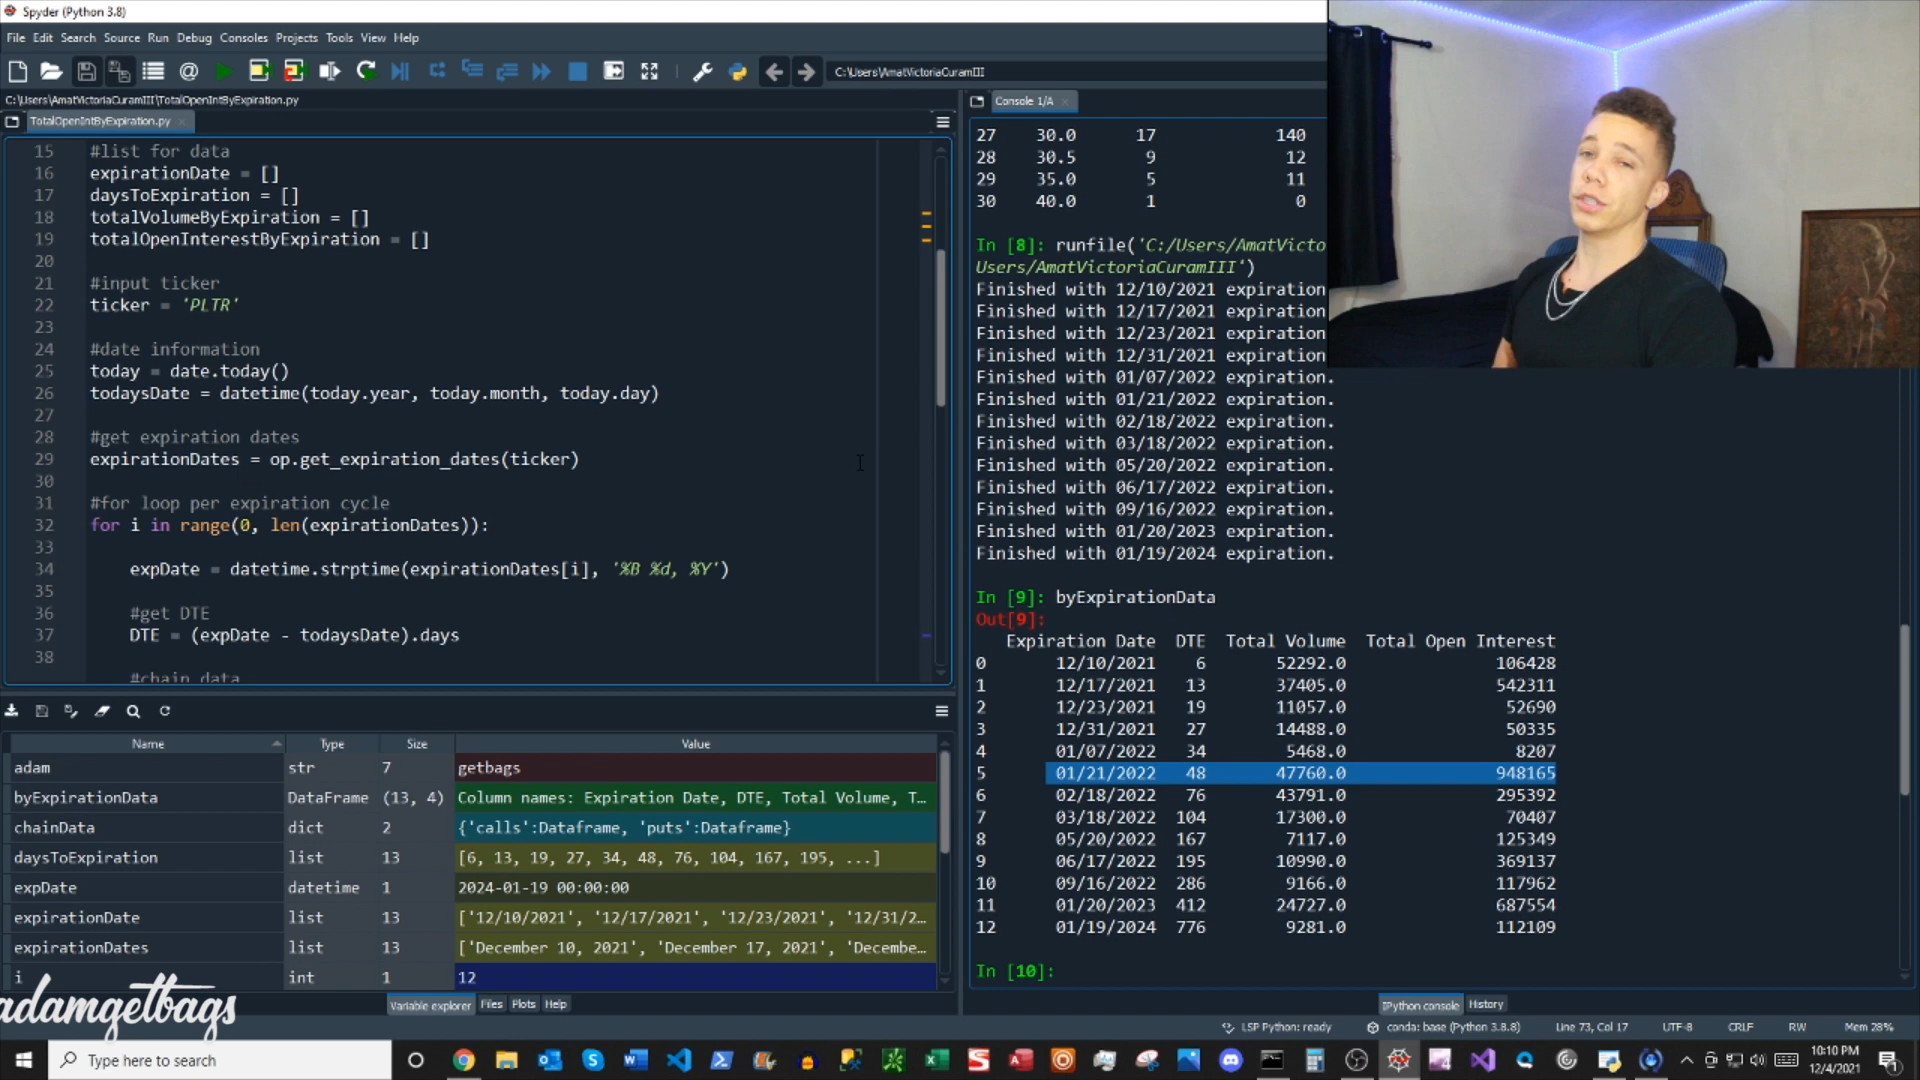 Spyder (Python 3.8)
File Edit Search Source Run Debug Consoles Projects Tools View Help
C:\Users\AmatVictoriaCuramIII
C:\Users\AmatVictoriaCuramIII\TotalOpenIntByExpiration.py
TotalOpenIntByExpiration.py
15 #list for data
16 expirationDate = []
17 daysToExpiration = []
18 totalVolumeByExpiration = []
19 totalOpenInterestByExpiration = []
20
21 #input ticker
22 ticker = 'PLTR'
23
24 #date information
25 today = date.today()
26 todaysDate = datetime(today.year, today.month, today.day)
27
28 #get expiration dates
29 expirationDates = op.get_expiration_dates(ticker)
30
31 #for loop per expiration cycle
32 for i in range(0, len(expirationDates)):
33
34 expDate = datetime.strptime(expirationDates[i], '%B %d, %Y')
35
36 #get DTE
37 DTE = (expDate - todaysDate).days
38
#chain data
Name Type Size Value
adam str 7 getbags
byExpirationData DataFrame (13, 4) Column names: Expiration Date, DTE, Total Volume, T...
chainData dict 2 {'calls':Dataframe, 'puts':Dataframe}
daysToExpiration list 13 [6, 13, 19, 27, 34, 48, 76, 104, 167, 195, ...]
expDate datetime 1 2024-01-19 00:00:00
expirationDate list 13 ['12/10/2021', '12/17/2021', '12/23/2021', '12/31/2...
expirationDates list 13 ['December 10, 2021', 'December 17, 2021', 'Decembe...
i int 1 12
Variable explorer Files Plots Help
adamgetbags
Console 1/A
27 30.0 17 140
28 30.5 9 12
29 35.0 5 11
30 40.0 1 0
In [8]: runfile('C:/Users/AmatVicto
Users/AmatVictoriaCuramIII')
Finished with 12/10/2021 expiration
Finished with 12/17/2021 expiration
Finished with 12/23/2021 expiration
Finished with 12/31/2021 expiration
Finished with 01/07/2022 expiration.
Finished with 01/21/2022 expiration.
Finished with 02/18/2022 expiration.
Finished with 03/18/2022 expiration.
Finished with 05/20/2022 expiration.
Finished with 06/17/2022 expiration.
Finished with 09/16/2022 expiration.
Finished with 01/20/2023 expiration.
Finished with 01/19/2024 expiration.
In [9]: byExpirationData
Out[9]:
Expiration Date DTE Total Volume Total Open Interest
0 12/10/2021 6 52292.0 106428
1 12/17/2021 13 37405.0 542311
2 12/23/2021 19 11057.0 52690
3 12/31/2021 27 14488.0 50335
4 01/07/2022 34 5468.0 8207
5 01/21/2022 48 47760.0 948165
6 02/18/2022 76 43791.0 295392
7 03/18/2022 104 17300.0 70407
8 05/20/2022 167 7117.0 125349
9 06/17/2022 195 10990.0 369137
10 09/16/2022 286 9166.0 117962
11 01/20/2023 412 24727.0 687554
12 01/19/2024 776 9281.0 112109
In [10]:
IPython console History
LSP Python: ready conda: base (Python 3.8.8) Line 73, Col 17 UTF-8 CRLF RW Mem 28%
Type here to search
10:10 PM
12/4/2021